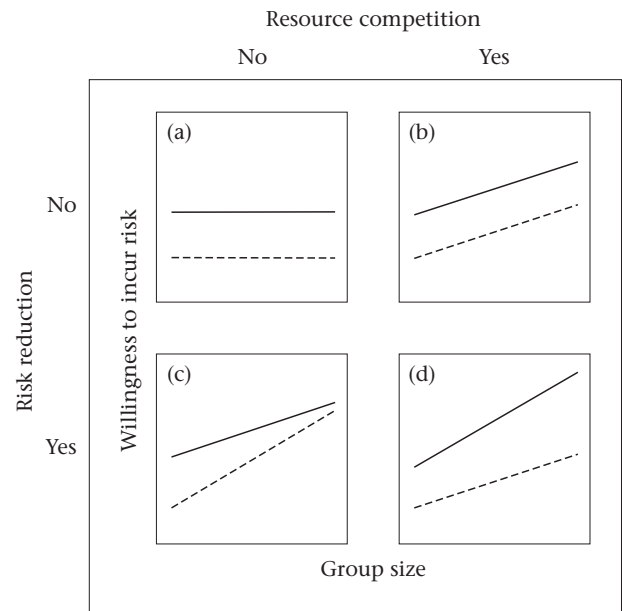 Resource competition
No
Yes
(a)
(b)
No
Willingness to incur risk
Risk reduction
(c)
(d)
Yes
Group size